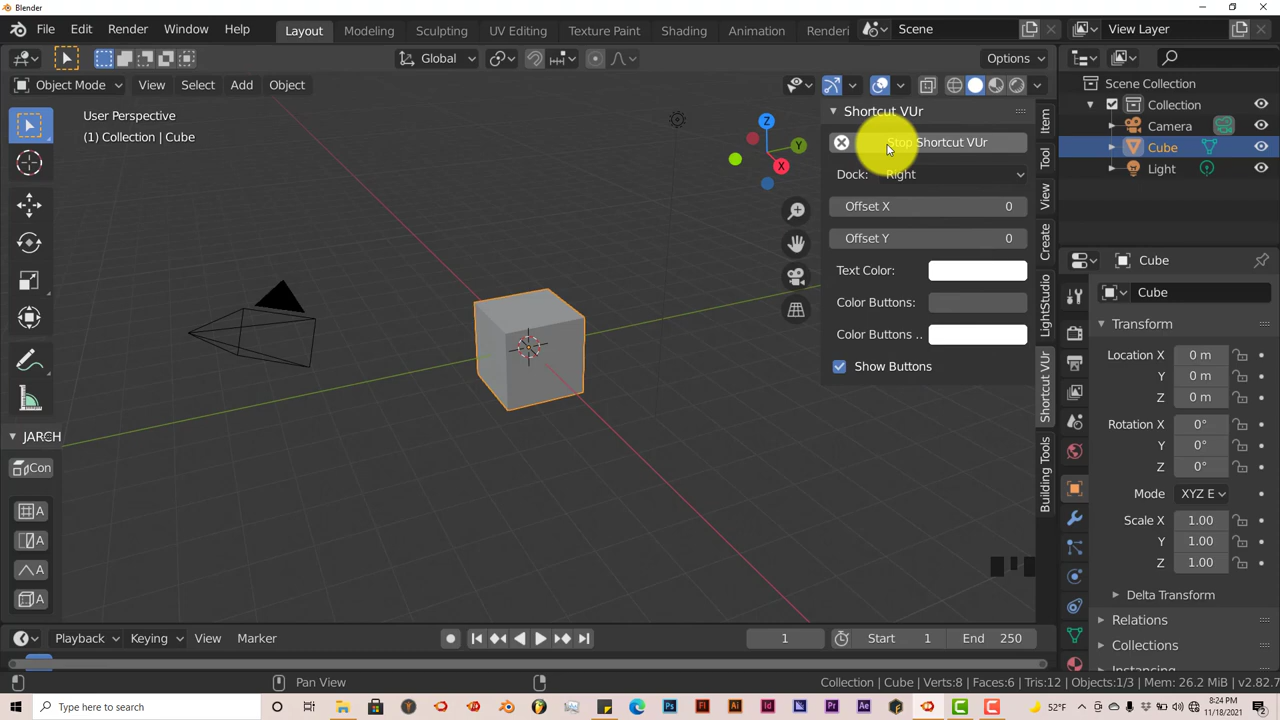 Blender
File Edit Render Window Help Layout Modeling Sculpting UV Editing Texture Paint Shading Animation Renderi Scene View Layer
Global Options
Object Mode View Select Add Object
User Perspective
(1) Collection | Cube
Z
Y
X
Shortcut VUr
Stop Shortcut VUr
Dock: Right
Offset X 0
Offset Y 0
Text Color:
Color Buttons:
Color Buttons ..
Show Buttons
Item
Tool
View
Create
LightStudio
Shortcut VUr
Building Tools
JARCH
Con
A
A
A
A
Scene Collection
Collection
Camera
Cube
Light
Cube
Cube
Transform
Location X 0 m
Y 0 m
Z 0 m
Rotation X 0°
Y 0°
Z 0°
Mode XYZ E
Scale X 1.00
Y 1.00
Z 1.00
Delta Transform
Relations
Collections
Instancing
Playback Keying View Marker 1 Start 1 End 250
Pan View Collection | Cube | Verts:8 | Faces:6 | Tris:12 | Objects:1/3 | Mem: 26.2 MiB | v2.82.7
Type here to search 52°F 8:24 PM
11/18/2021